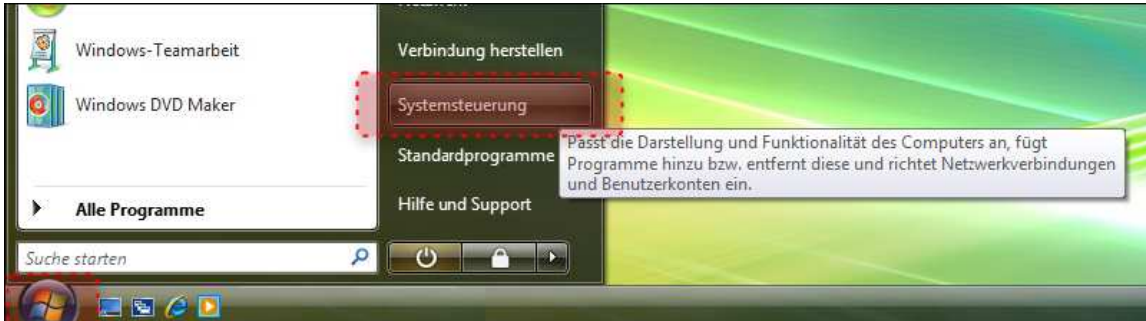 Windows-Teamarbeit
Windows DVD Maker
Alle Programme
Suche starten
Verbindung herstellen
Systemsteuerung
Standardprogramme
Hilfe und Support
Passt die Darstellung und Funktionalität des Computers an, fügt
Programme hinzu bzw. entfernt diese und richtet Netzwerkverbindungen
und Benutzerkonten ein.